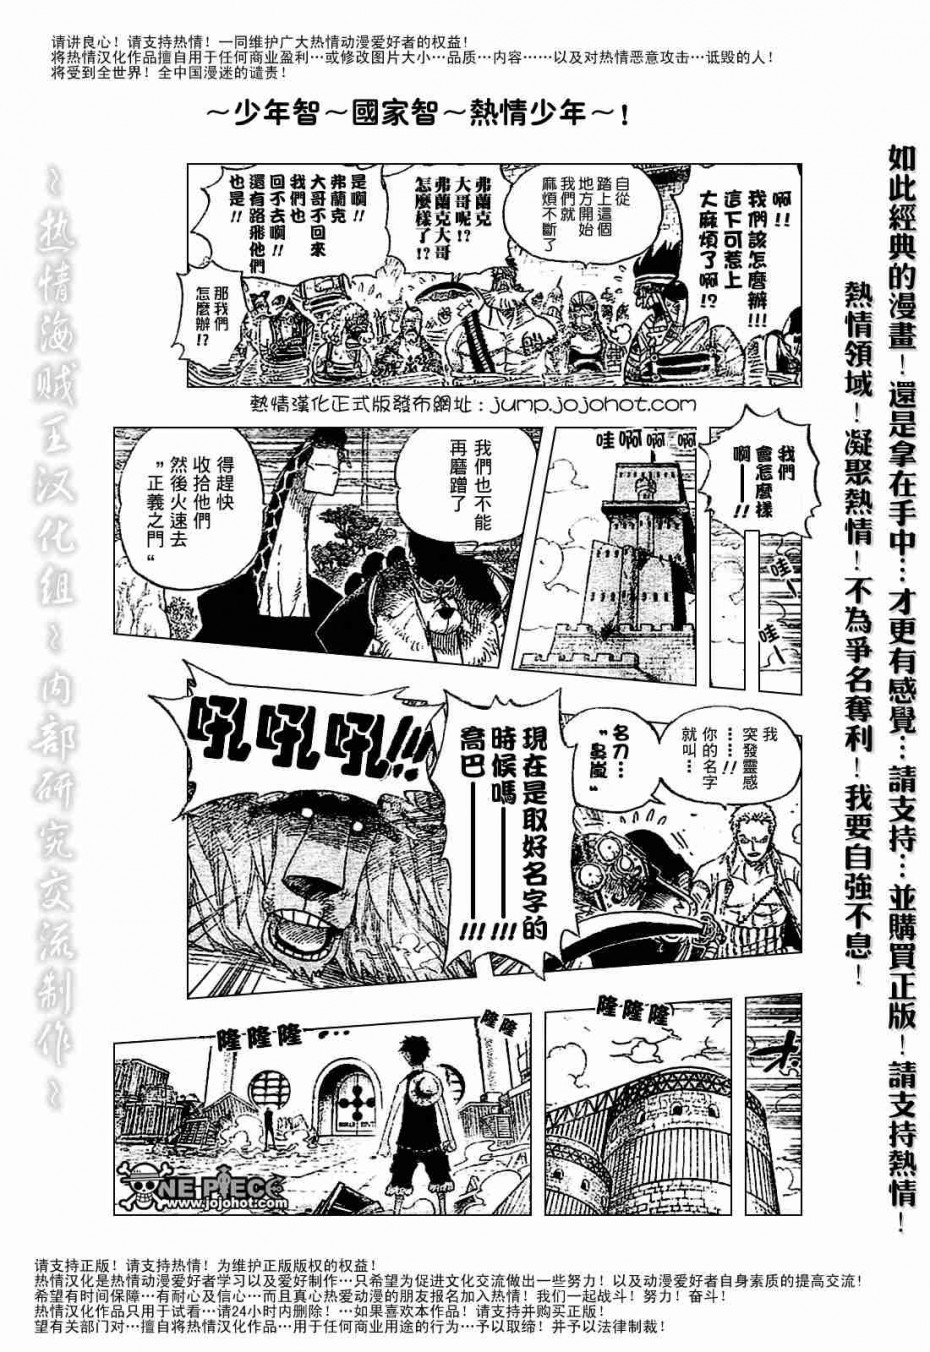 请讲良心！请支持热情！一同维护广大热情动漫爱好者的权益！
将热情汉化作品擅自用于任何商业盈利…或修改图片大小…品质…内容……以及对热情恶意攻击…诋毁的人！
将受到全世界！全中国漫迷的谴责！
～少年智～國家智～熱情少年～！
如此經典的漫畫！還是拿在手中…才更有感覺…請支持…並購買正版！請支持熱情！
熱情領域！凝聚熱情！不為爭名奪利！我要自強不息！
～热情海贼王汉化组～内部研究交流制作～
啊!!
我們該怎麼辦!!!
這下可惹上
大麻煩了啊!?
自從
踏上這個
地方開始
我們就
麻煩不斷了
弗蘭克
大哥呢!?
弗蘭克大哥
怎麼樣了!?
是啊!!
弗蘭克
大哥不回來
我們也
回不去啊!!
還有路飛他們
也是!!
那我們
怎麼辦!?
熱情漢化正式版發布網址：jump.jojohot.com
我們
會怎麼樣
啊——!!
哇—
哇—
哇啊啊啊
我們也不能
再磨蹭了
得趕快
收拾他們
然後火速去
"正義之門"
我
突發靈感
……!!
你的名字
就叫…
名刀…
"鼻嵐"
現在是取好名字的
時候嗎——!!!
喬巴——!!!
吼吼吼!!!
隆隆隆
隆隆
隆隆隆…
ONE PIECE
www.jojohot.com
请支持正版！请支持热情！为维护正版版权的权益！
热情汉化是热情动漫爱好者学习以及爱好制作…只希望为促进文化交流做出一些努力！以及动漫爱好者自身素质的提高交流！
希望有时间保障…有耐心及信心…而且真心热爱动漫的朋友报名加入热情！我们一起战斗！努力！奋斗！
热情汉化作品只用于试看…请24小时内删除！…如果喜欢本作品！请支持并购买正版！
望有关部门对…擅自将热情汉化作品…用于任何商业用途的行为…予以取缔！并予以法律制裁！